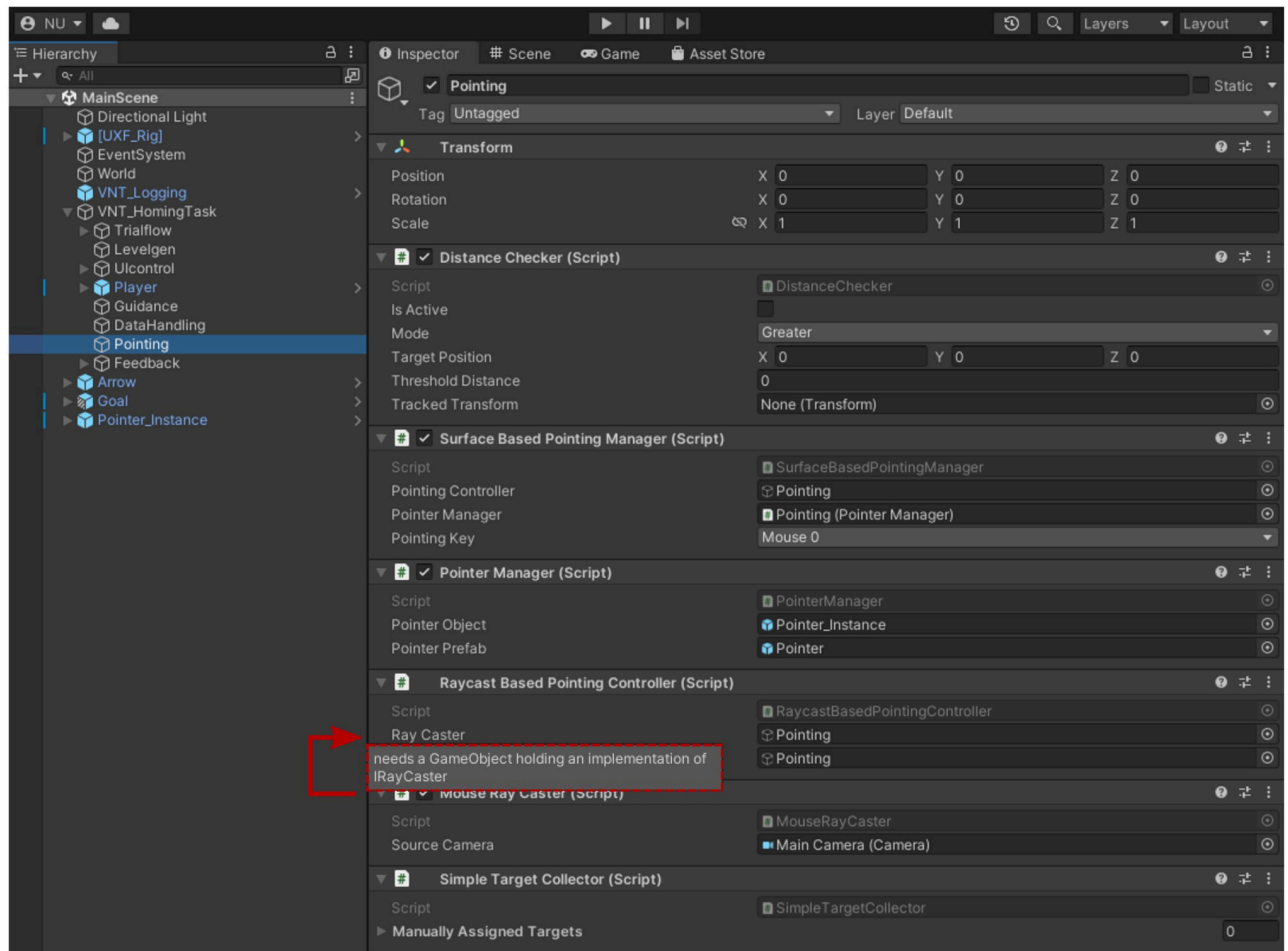 NU
Layers
Layout
Hierarchy
Inspector
Scene
Game
Asset Store
All
MainScene
Directional Light
[UXF_Rig]
EventSystem
World
VNT_Logging
VNT_HomingTask
Trialflow
Levelgen
UIcontrol
Player
Guidance
DataHandling
Pointing
Feedback
Arrow
Goal
Pointer_Instance
Pointing
Static
Tag Untagged
Layer Default
Transform
Position X 0 Y 0 Z 0
Rotation X 0 Y 0 Z 0
Scale X 1 Y 1 Z 1
# Distance Checker (Script)
Script DistanceChecker
Is Active
Mode Greater
Target Position X 0 Y 0 Z 0
Threshold Distance 0
Tracked Transform None (Transform)
# Surface Based Pointing Manager (Script)
Script SurfaceBasedPointingManager
Pointing Controller Pointing
Pointer Manager Pointing (Pointer Manager)
Pointing Key Mouse 0
# Pointer Manager (Script)
Script PointerManager
Pointer Object Pointer_Instance
Pointer Prefab Pointer
# Raycast Based Pointing Controller (Script)
Script RaycastBasedPointingController
Ray Caster Pointing
needs a GameObject holding an implementation of
IRayCaster
Pointing
# Mouse Ray Caster (Script)
Script MouseRayCaster
Source Camera Main Camera (Camera)
# Simple Target Collector (Script)
Script SimpleTargetCollector
Manually Assigned Targets 0